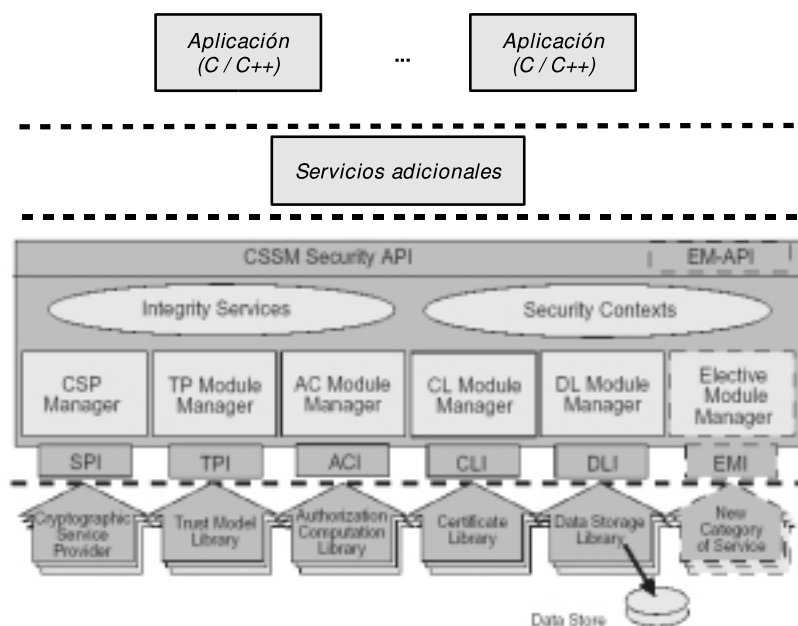 Aplicación
(C / C++)
...
Aplicación
(C / C++)
Servicios adicionales
CSSM Security API
EM-API
Integrity Services
Security Contexts
CSP
Manager
TP Module
Manager
AC Module
Manager
CL Module
Manager
DL Module
Manager
Elective
Module
Manager
SPI
TPI
ACI
CLI
DLI
EMI
Cryptographic
Service
Provider
Trust Model
Library
Authorization
Computation
Library
Certificate
Library
Data Storage
Library
New
Category
of Service
Data Store